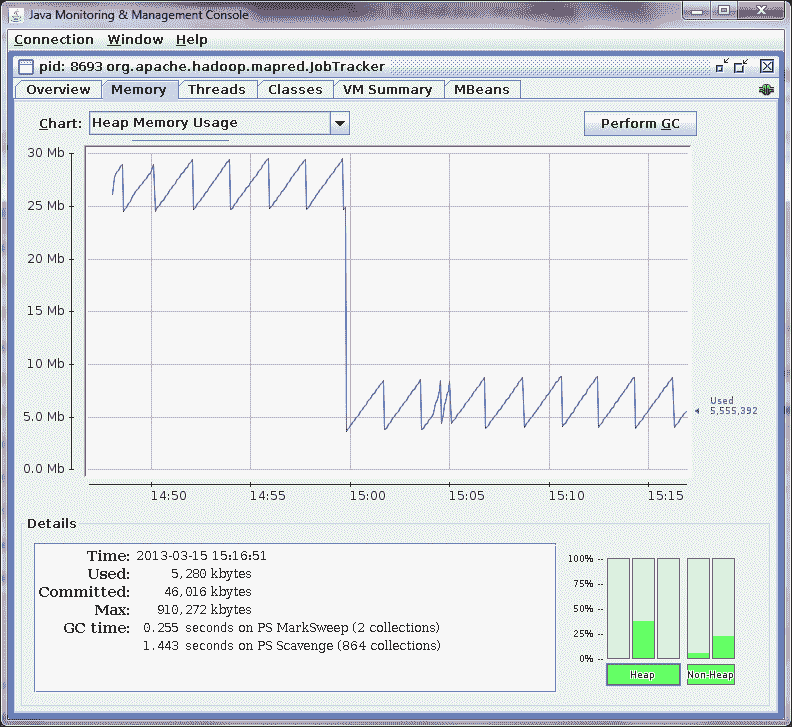 Java Monitoring & Management Console
Connection Window Help
pid: 8693 org.apache.hadoop.mapred.JobTracker
Overview Memory Threads Classes VM Summary MBeans
Chart: Heap Memory Usage Perform GC
30 Mb
25 Mb
20 Mb
15 Mb
10 Mb
5.0 Mb
0.0 Mb
Used
5,555,392
14:50 14:55 15:00 15:05 15:10 15:15
Details
Time: 2013-03-15 15:16:51
Used: 5,280 kbytes
Committed: 46,016 kbytes
Max: 910,272 kbytes
GC time: 0.255 seconds on PS MarkSweep (2 collections)
1.443 seconds on PS Scavenge (864 collections)
100%
75%
50%
25%
0%
Heap Non-Heap